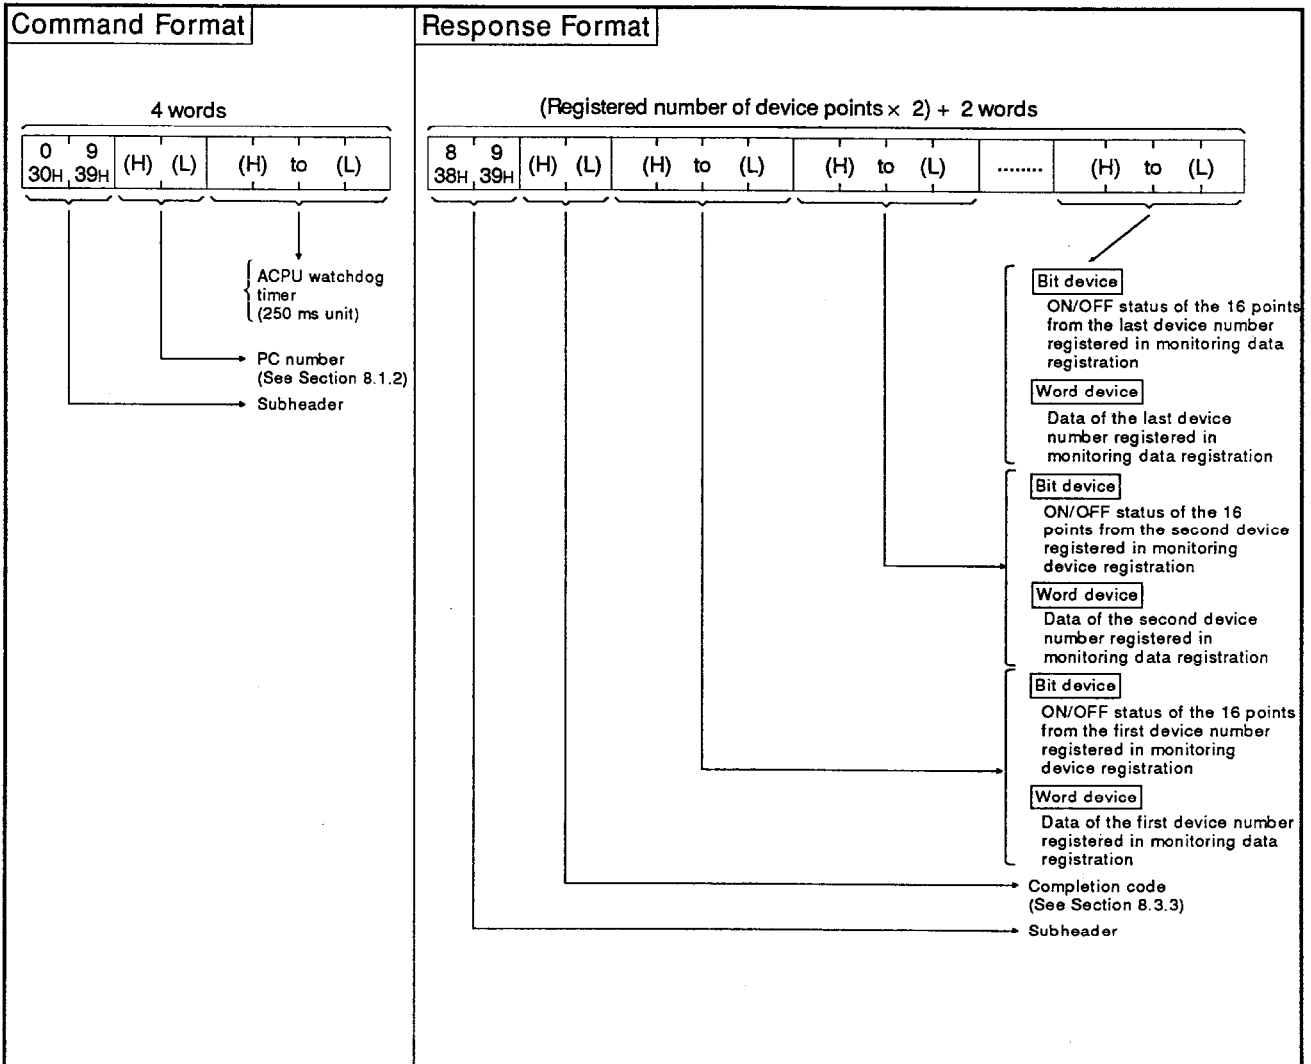 Command Format
4 words
0 9 (H) (L) (H) to (L)
30H 39H
ACPU watchdog
timer
(250 ms unit)
PC number
(See Section 8.1.2)
Subheader
Response Format
(Registered number of device points × 2) + 2 words
8 9 (H) (L) (H) to (L) (H) to (L) ........ (H) to (L)
38H 39H
Bit device
ON/OFF status of the 16 points
from the last device number
registered in monitoring data
registration
Word device
Data of the last device
number registered in
monitoring data registration
Bit device
ON/OFF status of the 16
points from the second device
registered in monitoring
device registration
Word device
Data of the second device
number registered in
monitoring data registration
Bit device
ON/OFF status of the 16 points
from the first device number
registered in monitoring
device registration
Word device
Data of the first device number
registered in monitoring data
registration
Completion code
(See Section 8.3.3)
Subheader